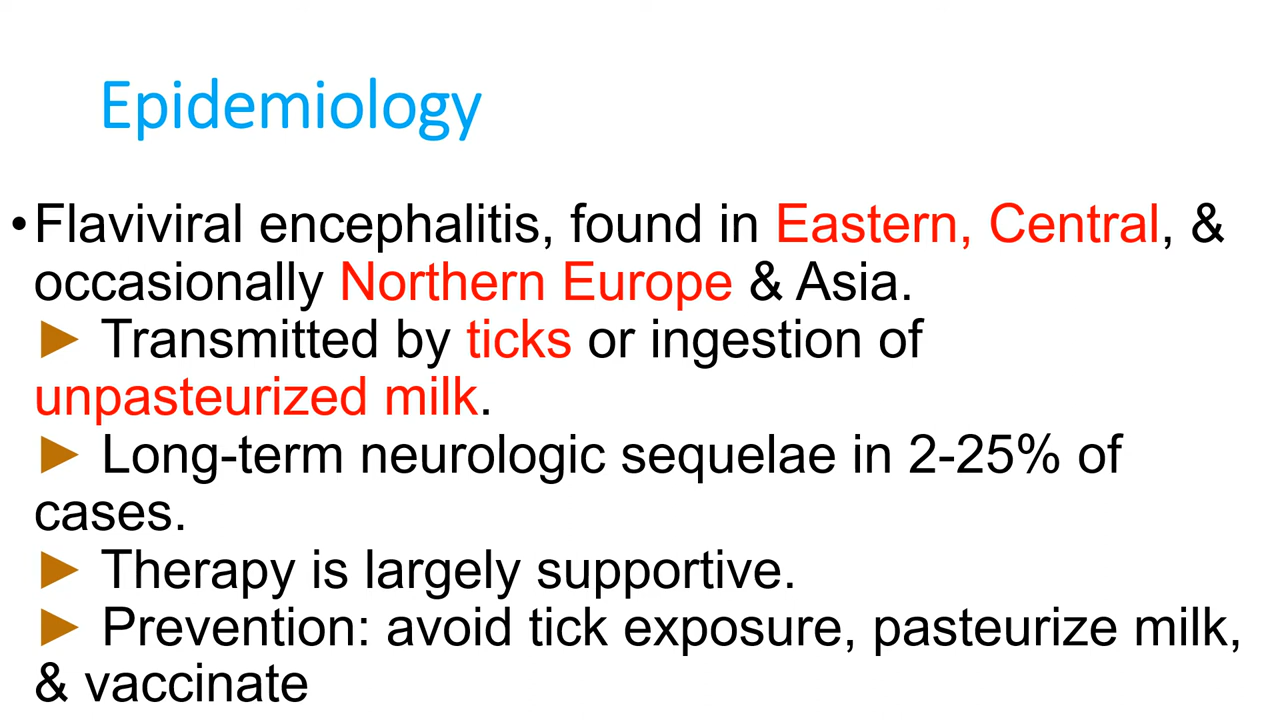 Epidemiology
•Flaviviral encephalitis, found in Eastern, Central, &
occasionally Northern Europe & Asia.
► Transmitted by ticks or ingestion of
unpasteurized milk.
► Long-term neurologic sequelae in 2-25% of
cases.
► Therapy is largely supportive.
► Prevention: avoid tick exposure, pasteurize milk,
& vaccinate